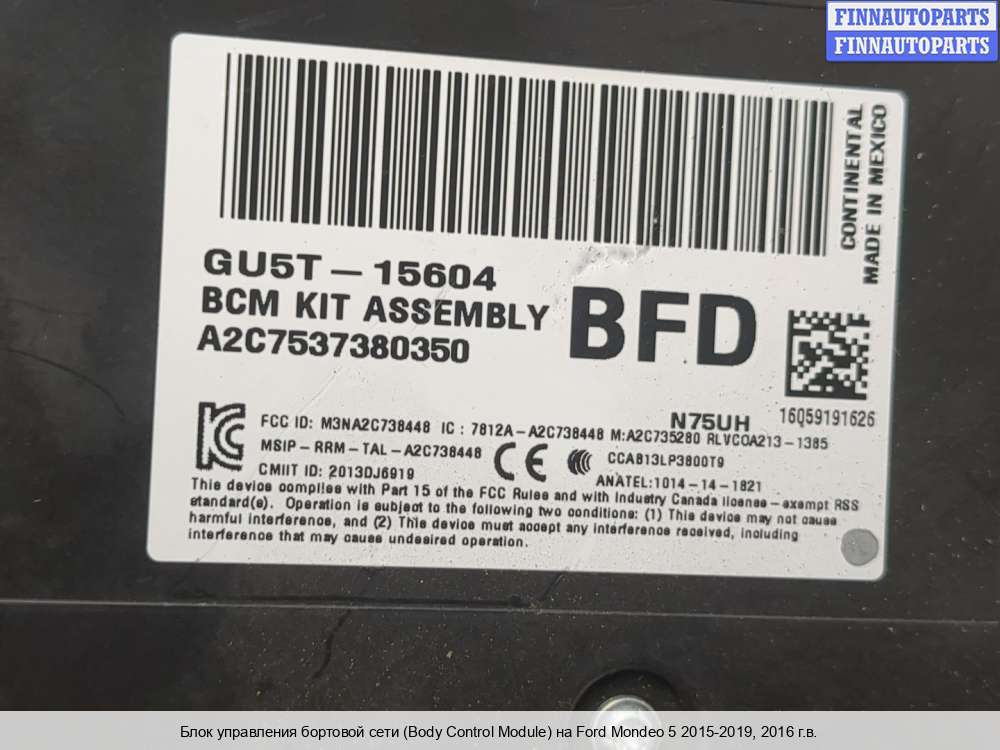 FINNAUTOPARTS
FINNAUTOPARTS
CONTINENTAL
MADE IN MEXICO
GU5T - 15604
BCM KIT ASSEMBLY
A2C7537380350
BFD
N75UH
16059191626
FCC ID: M3NA2C738448 IC : 7812A-A2C738448 M:A2C735280 RLVCOA213-1385
MSIP-RRM-TAL-A2C738448
CE
CCAB13LP3800T9
CMIIT ID: 2013DJ6919
ANATEL:1014-14-1821
This device complies with Part 15 of the FCC Rules and with Industry Canada license-exempt RSS
standard(s). Operation is subject to the following two conditions: (1) This device may not cause
harmful interference, and (2) This device must accept any interference received, including
interference that may cause undesired operation.
Блок управления бортовой сети (Body Control Module) на Ford Mondeo 5 2015-2019, 2016 г.в.